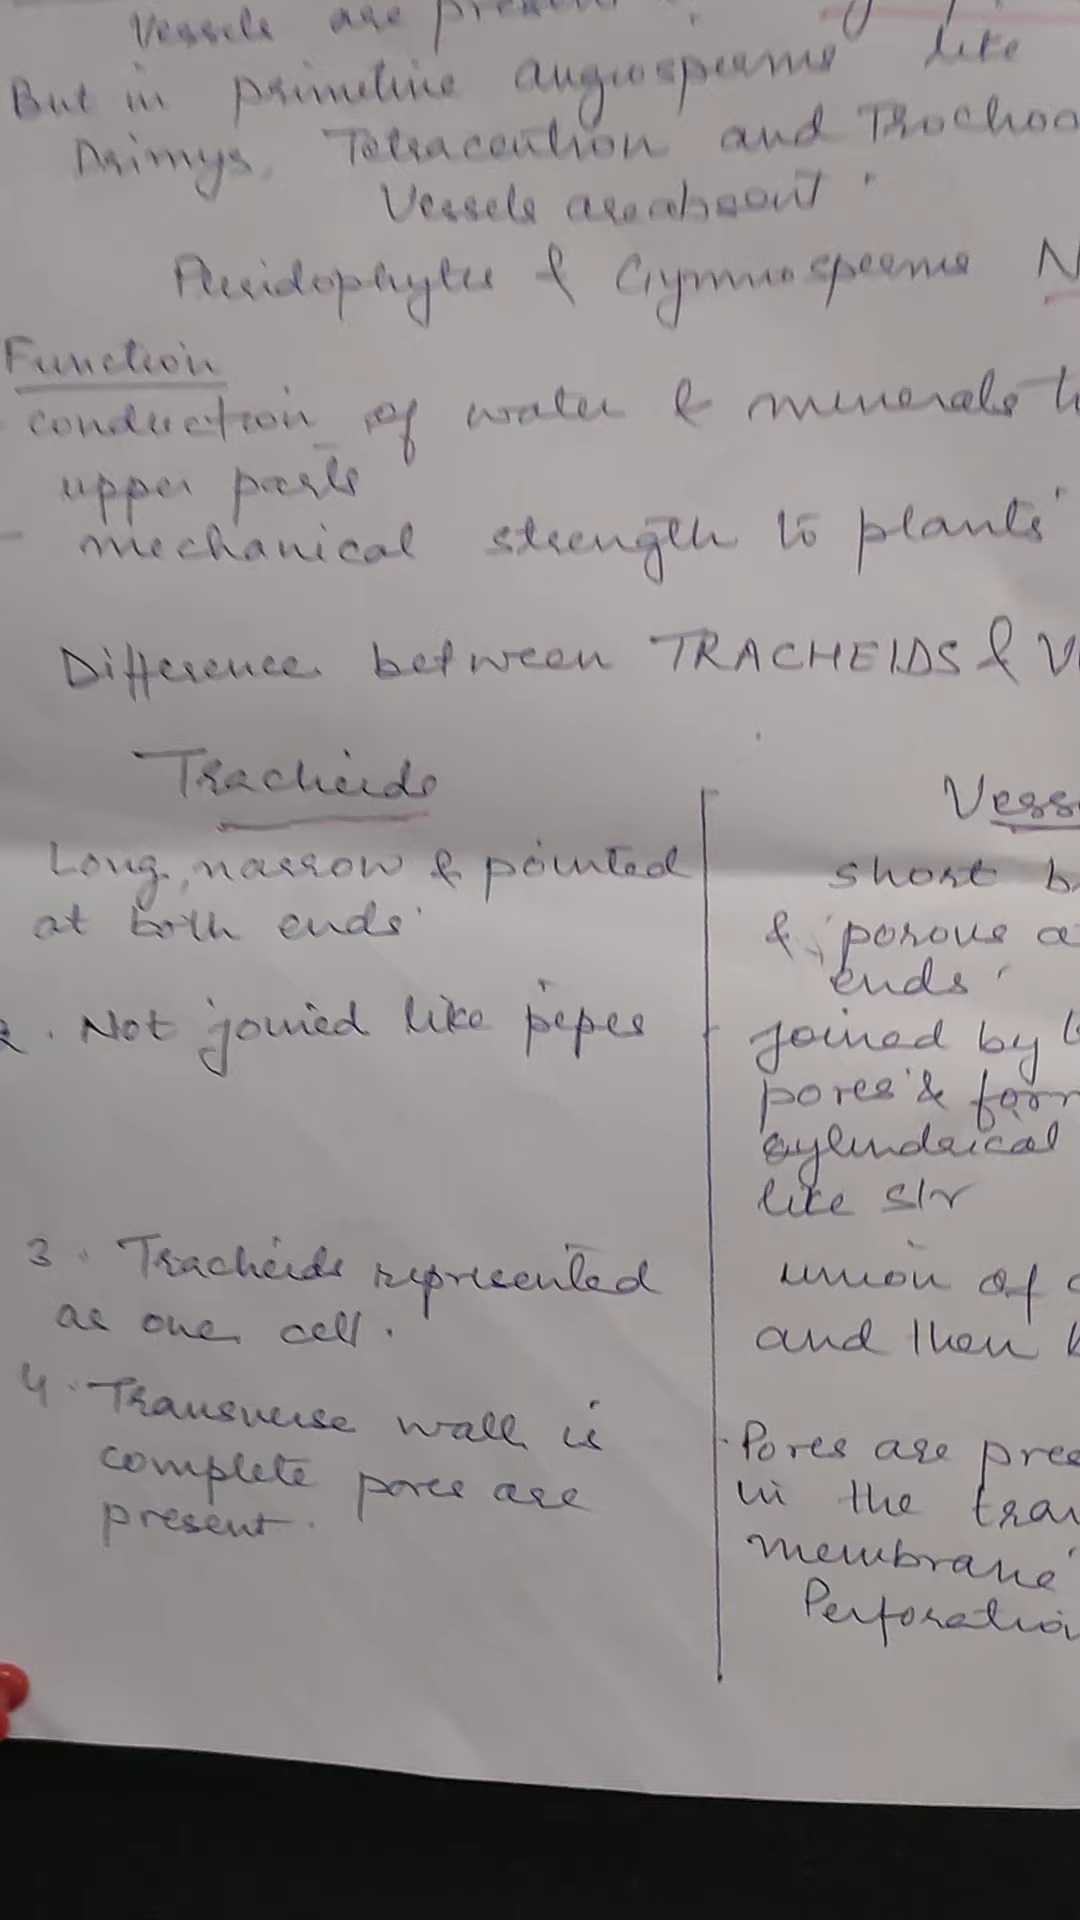 Vessels are present
But in primitive angiosperms like
Drimys, Tetracention and Trochod
Vessels are absent
Pteridophytes & Gymnosperms N
Function
- conduction of water & minerals to
upper parts
- mechanical strength to plants
Difference between TRACHEIDS & V
Tracheids
Vess
Long, narrow & pointed
at both ends
short b
& porous a
ends
2. Not joined like pipes
joined by
pores & form
cylindrical
like s/r
3. Tracheids represented
as one cell.
union of c
and then b
4. Transverse wall is
complete pores are
present.
Pores are pres
in the tran
membrane
Perforatio